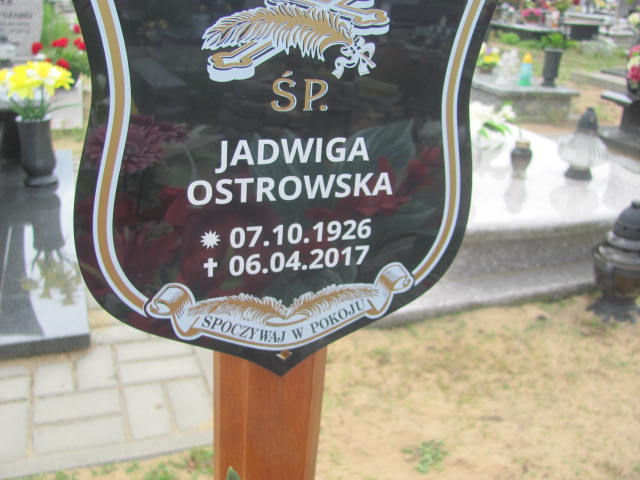 ŚP.
JADWIGA
OSTROWSKA
✹ 07.10.1926
✝ 06.04.2017
SPOCZYWAJ W POKOJU